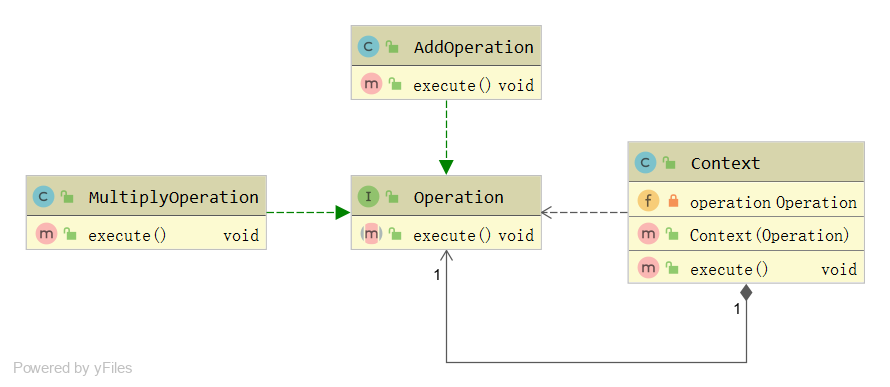 C AddOperation
m execute() void
C MultiplyOperation
m execute() void
I Operation
(m) execute() void
C Context
f operation Operation
m Context(Operation)
m execute() void
1
1
Powered by yFiles